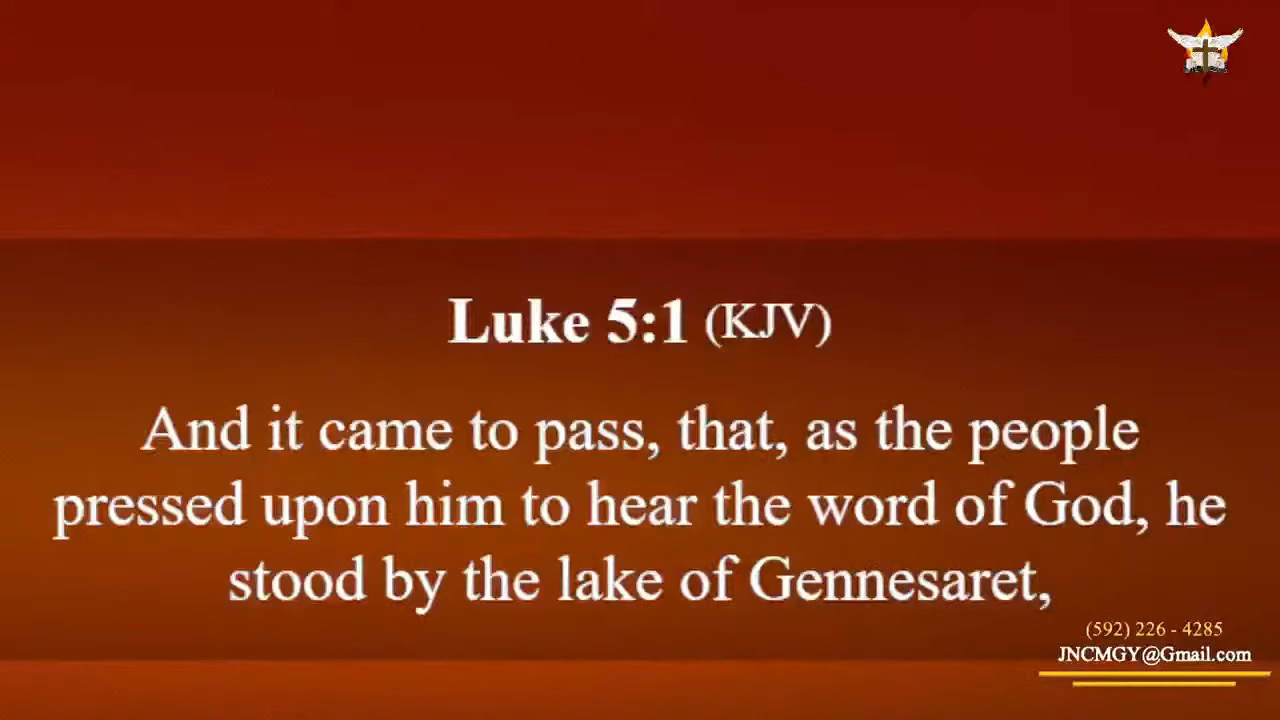 Luke 5:1 (KJV)
And it came to pass, that, as the people
pressed upon him to hear the word of God, he
stood by the lake of Gennesaret,
(592) 226 - 4285
JNCMGY@Gmail.com